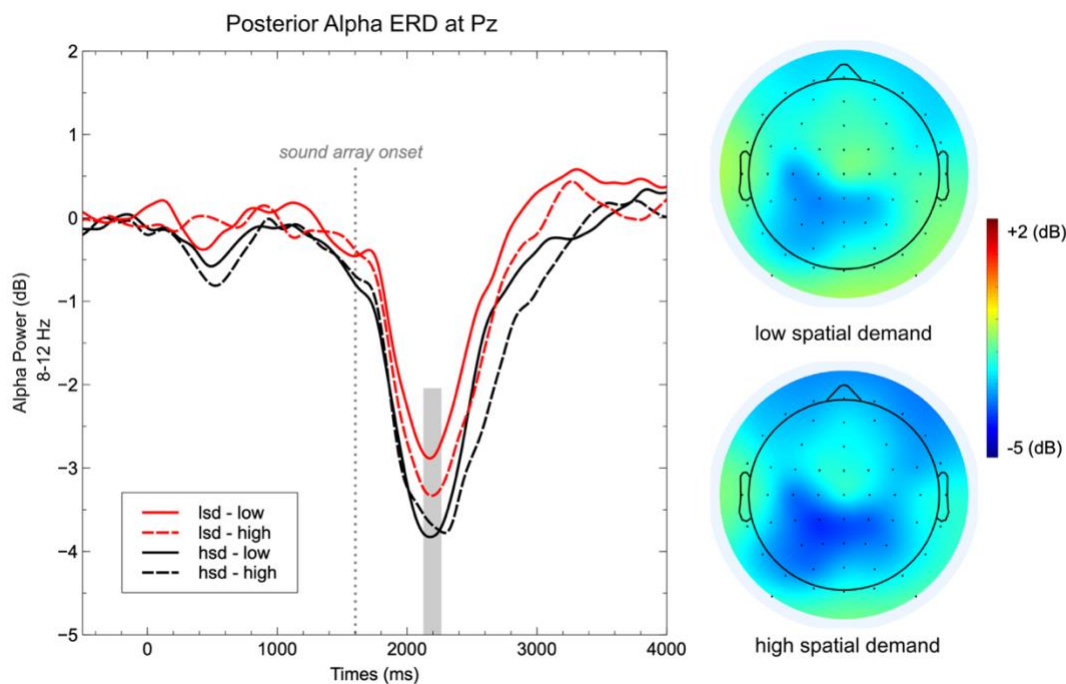 Posterior Alpha ERD at Pz
2
1
0
−1
−2
−3
−4
−5
Alpha Power (dB)
8-12 Hz
sound array onset
lsd - low
lsd - high
hsd - low
hsd - high
0
1000
2000
3000
4000
Times (ms)
low spatial demand
+2 (dB)
-5 (dB)
high spatial demand